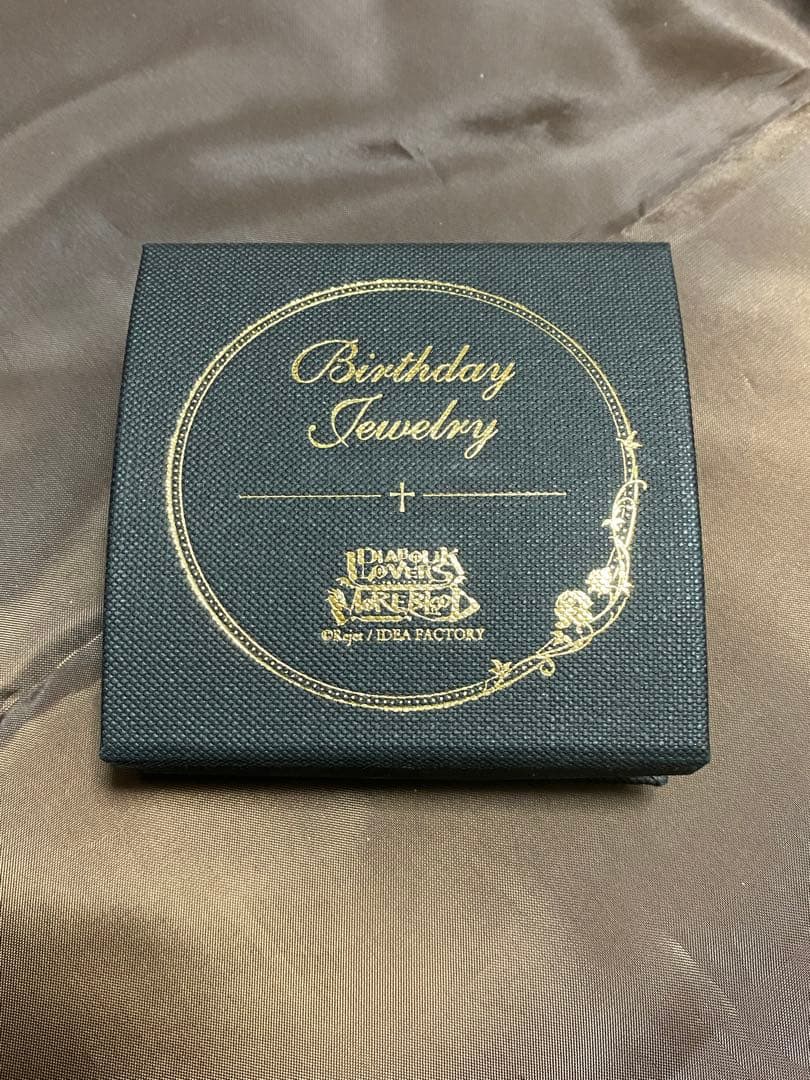 Birthday
Jewelry
DIABOLIK
LOVERS
MORE,BLOOD
©Rejet / IDEA FACTORY